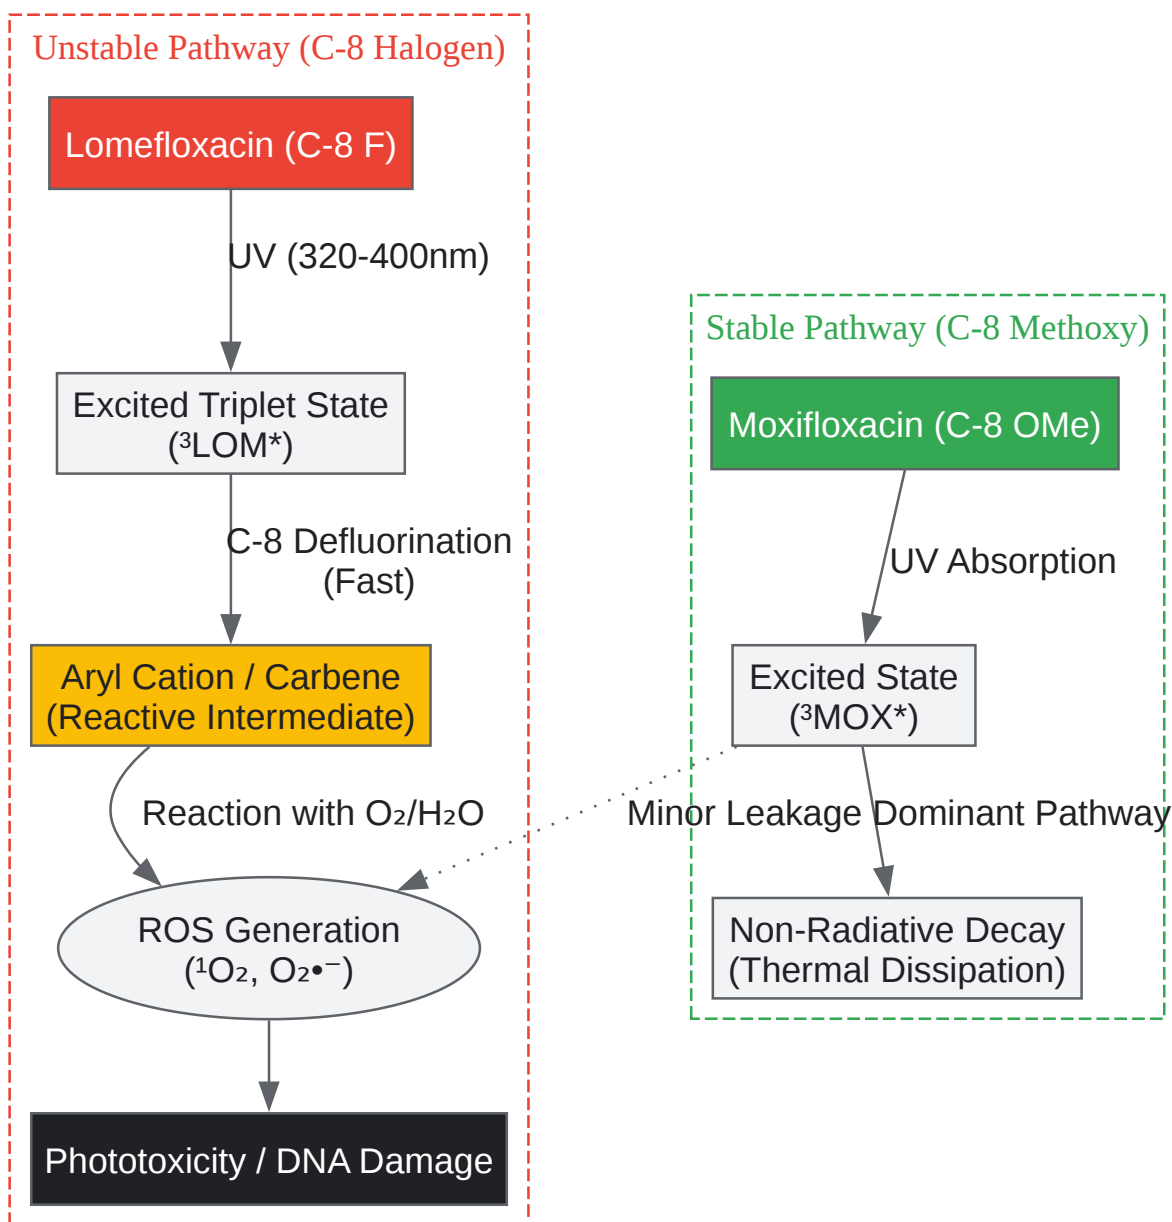 Unstable Pathway (C-8 Halogen)
Lomefloxacin (C-8 F)
UV (320-400nm)
Excited Triplet State
(³LOM*)
C-8 Defluorination
(Fast)
Aryl Cation / Carbene
(Reactive Intermediate)
Reaction with O₂/H₂O
ROS Generation
(¹O₂, O₂•⁻)
Phototoxicity / DNA Damage
Stable Pathway (C-8 Methoxy)
Moxifloxacin (C-8 OMe)
UV Absorption
Excited State
(³MOX*)
Minor Leakage
Dominant Pathway
Non-Radiative Decay
(Thermal Dissipation)